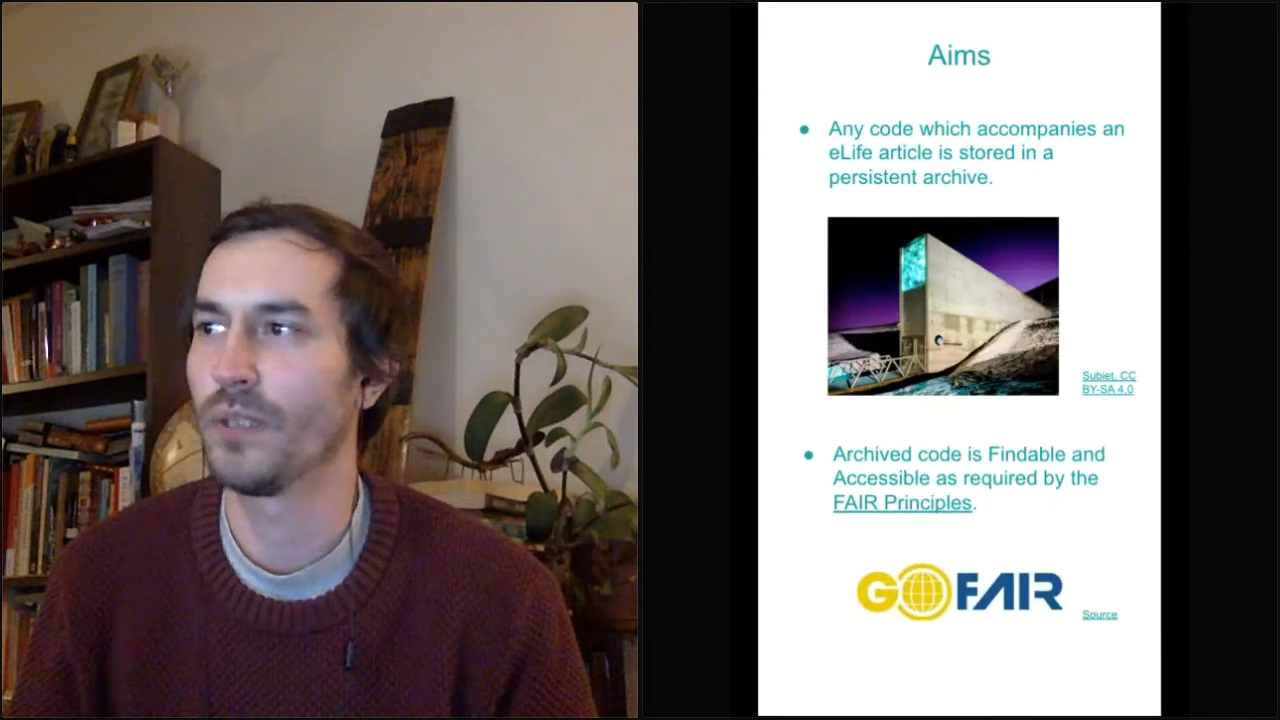 Aims
● Any code which accompanies an
eLife article is stored in a
persistent archive.
Subiet, CC
BY-SA 4.0
● Archived code is Findable and
Accessible as required by the
FAIR Principles.
GO FAIR
Source